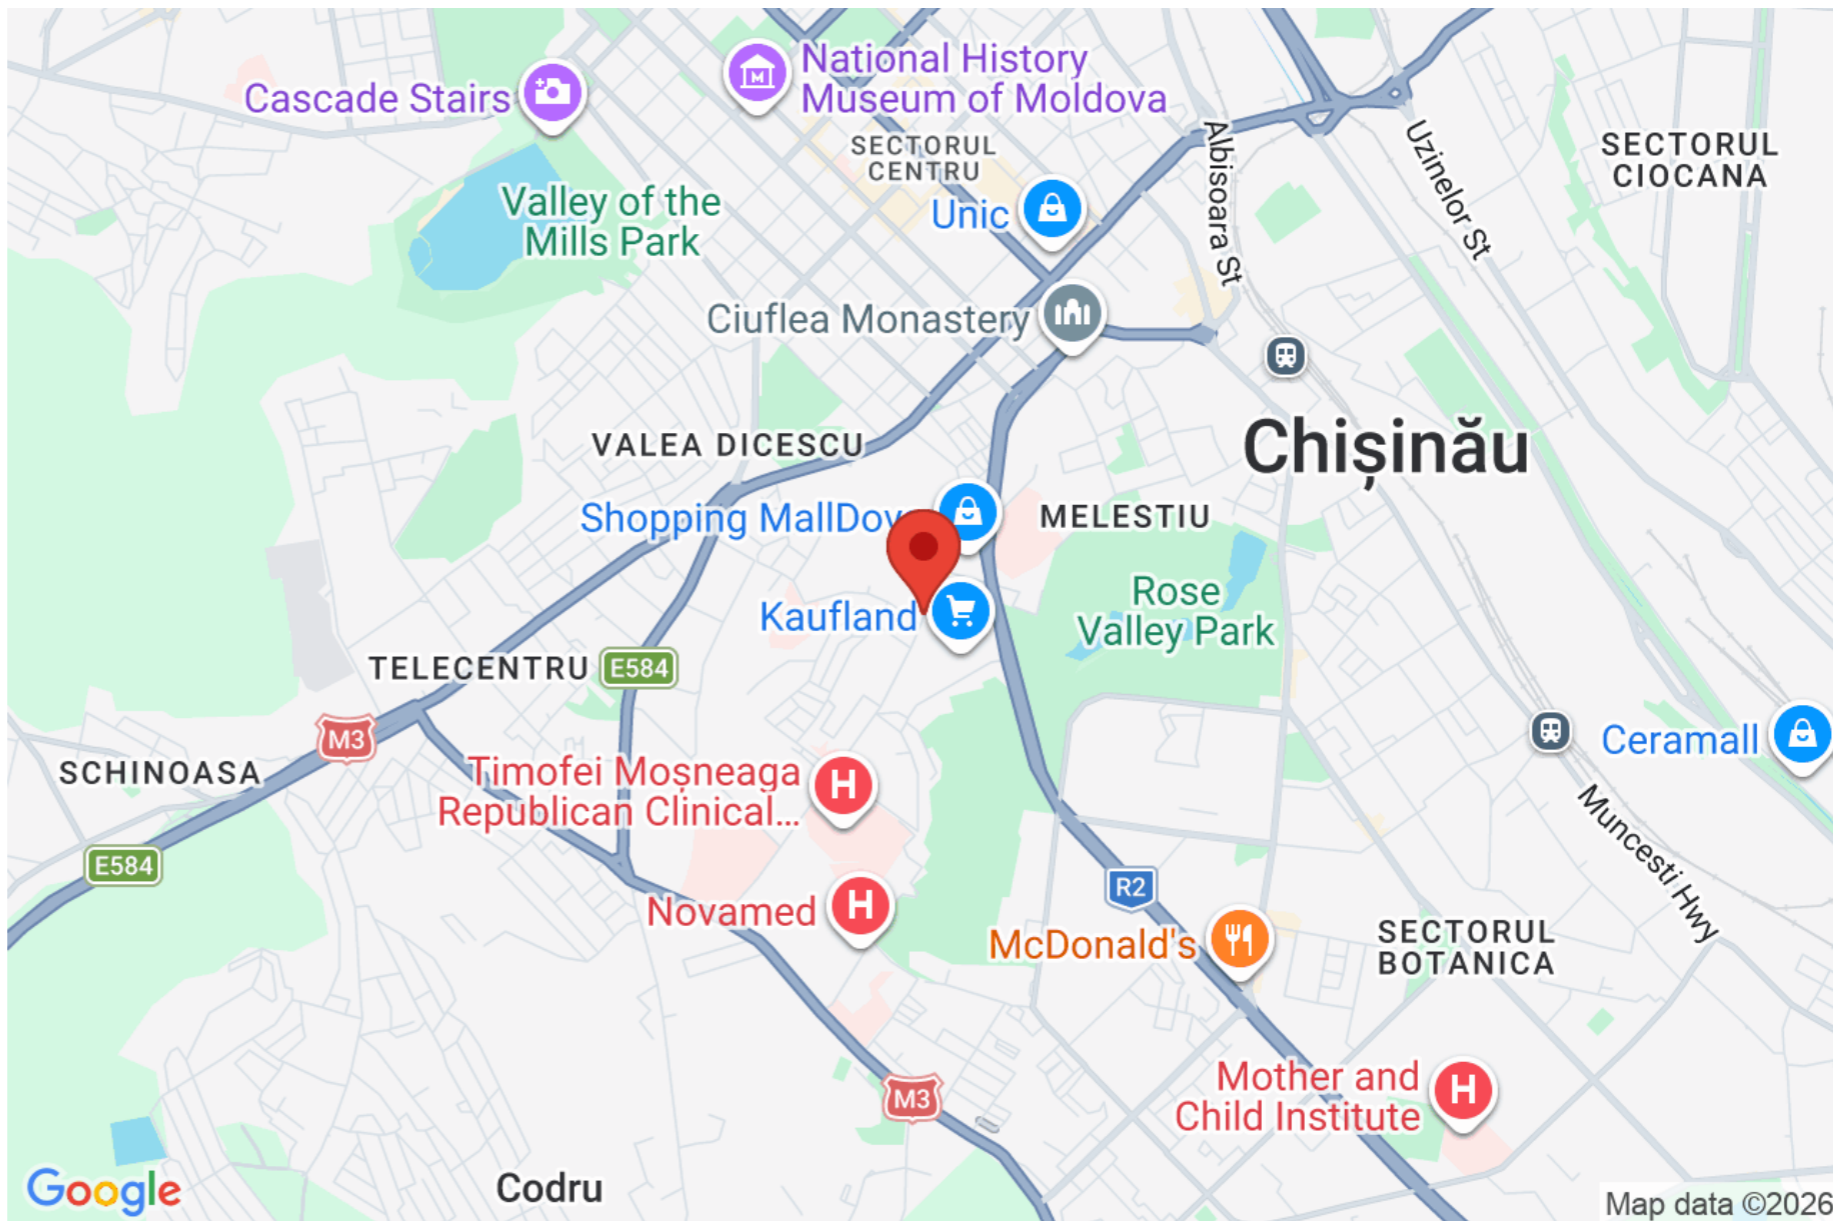 National History
Museum of Moldova
Cascade Stairs
SECTORUL
CENTRU
Albisoara St
Uzinelor St
SECTORUL
CIOCANA
Valley of the
Mills Park
Unic
Ciuflea Monastery
Chișinău
VALEA DICESCU
Shopping MallDov
MELESTIU
Rose
Valley Park
Kaufland
TELECENTRU
E584
M3
Ceramall
SCHINOASA
Timofei Moșneaga
Republican Clinical...
H
Muncesti Hwy
E584
R2
Novamed
H
McDonald's
SECTORUL
BOTANICA
M3
Mother and
Child Institute
H
Codru
Google
Map data ©2026